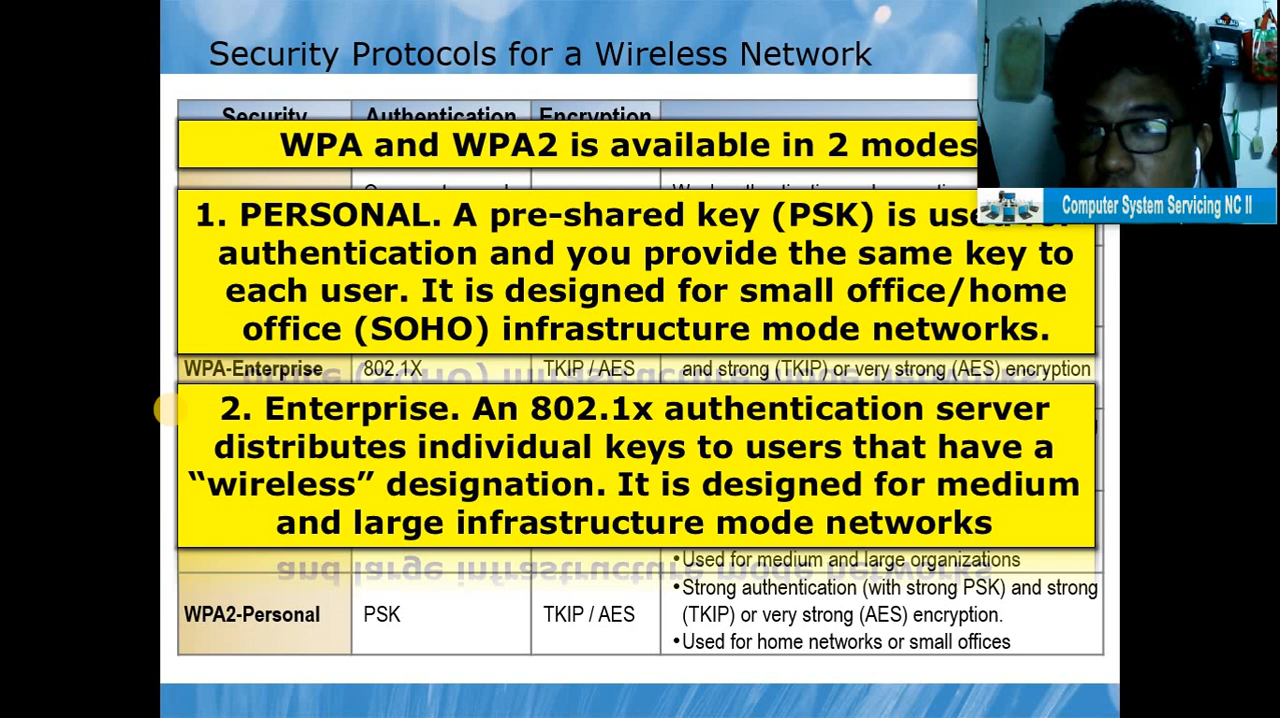 Security Protocols for a Wireless Network
Security Authentication Encryption
WPA and WPA2 is available in 2 modes
Computer System Servicing NC II
1. PERSONAL. A pre-shared key (PSK) is used for
authentication and you provide the same key to
each user. It is designed for small office/home
office (SOHO) infrastructure mode networks.
WPA-Enterprise 802.1X TKIP / AES and strong (TKIP) or very strong (AES) encryption
2. Enterprise. An 802.1x authentication server
distributes individual keys to users that have a
“wireless” designation. It is designed for medium
and large infrastructure mode networks
•Used for medium and large organizations
•Strong authentication (with strong PSK) and strong
WPA2-Personal PSK TKIP / AES (TKIP) or very strong (AES) encryption.
•Used for home networks or small offices